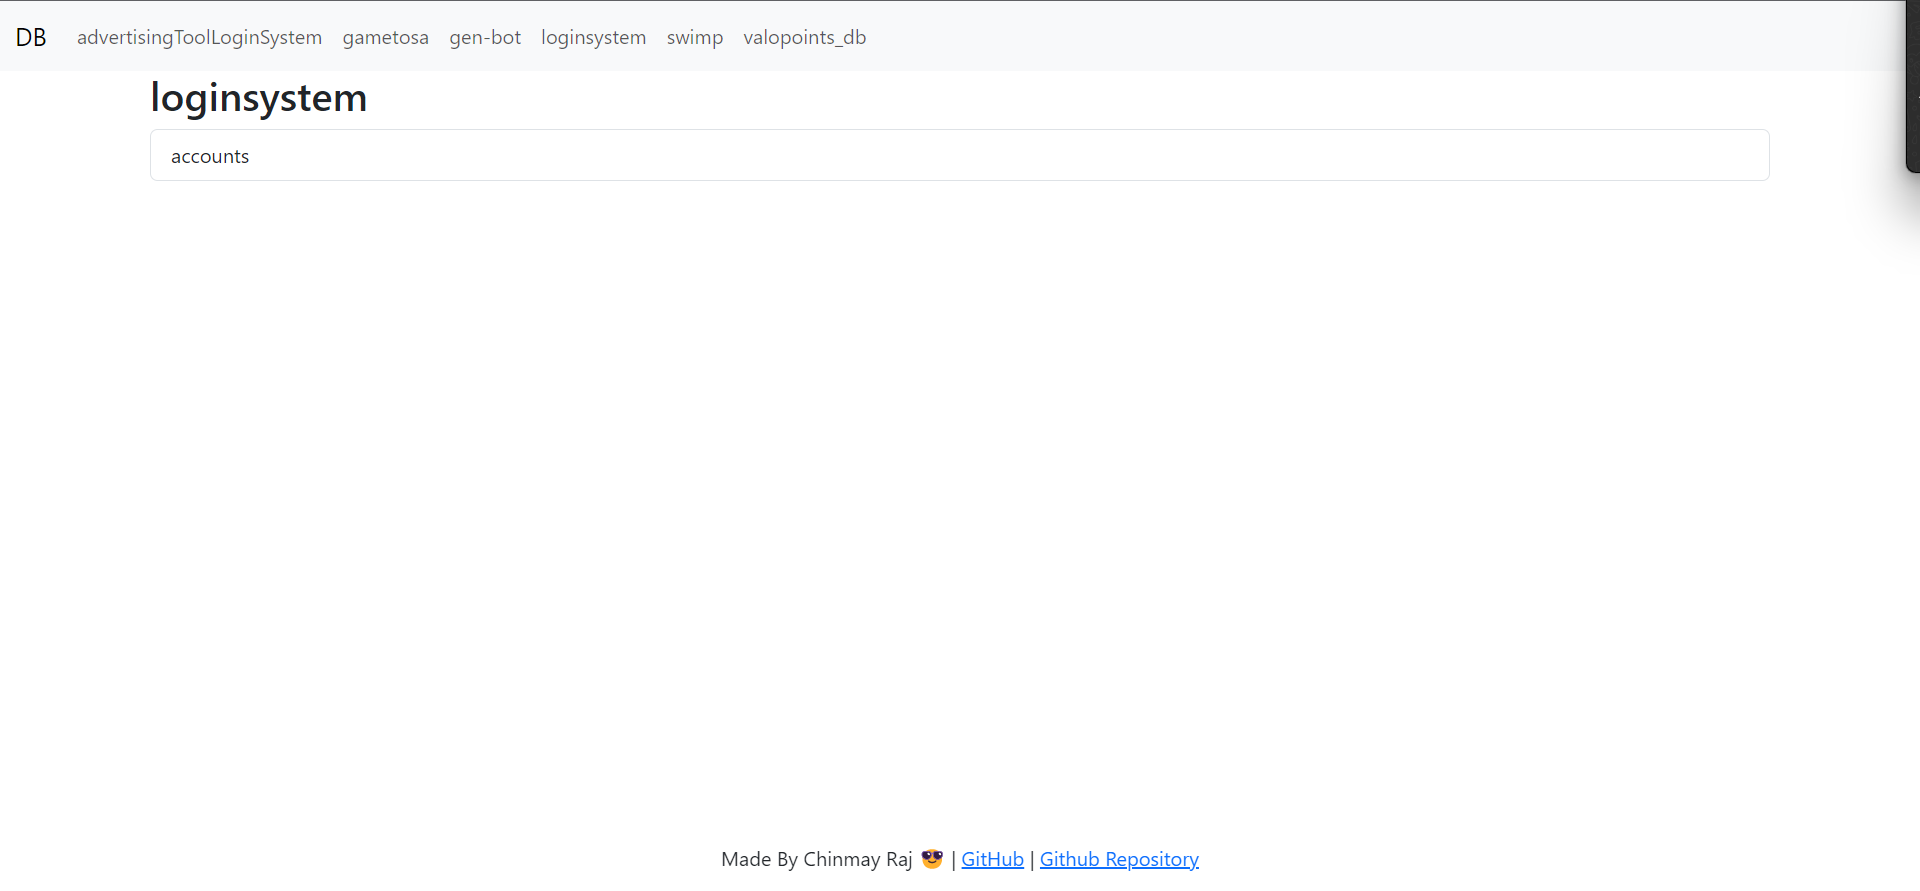 DB advertisingToolLoginSystem gametosa gen-bot loginsystem swimp valopoints_db
loginsystem
accounts
Made By Chinmay Raj 😎 | GitHub | Github Repository